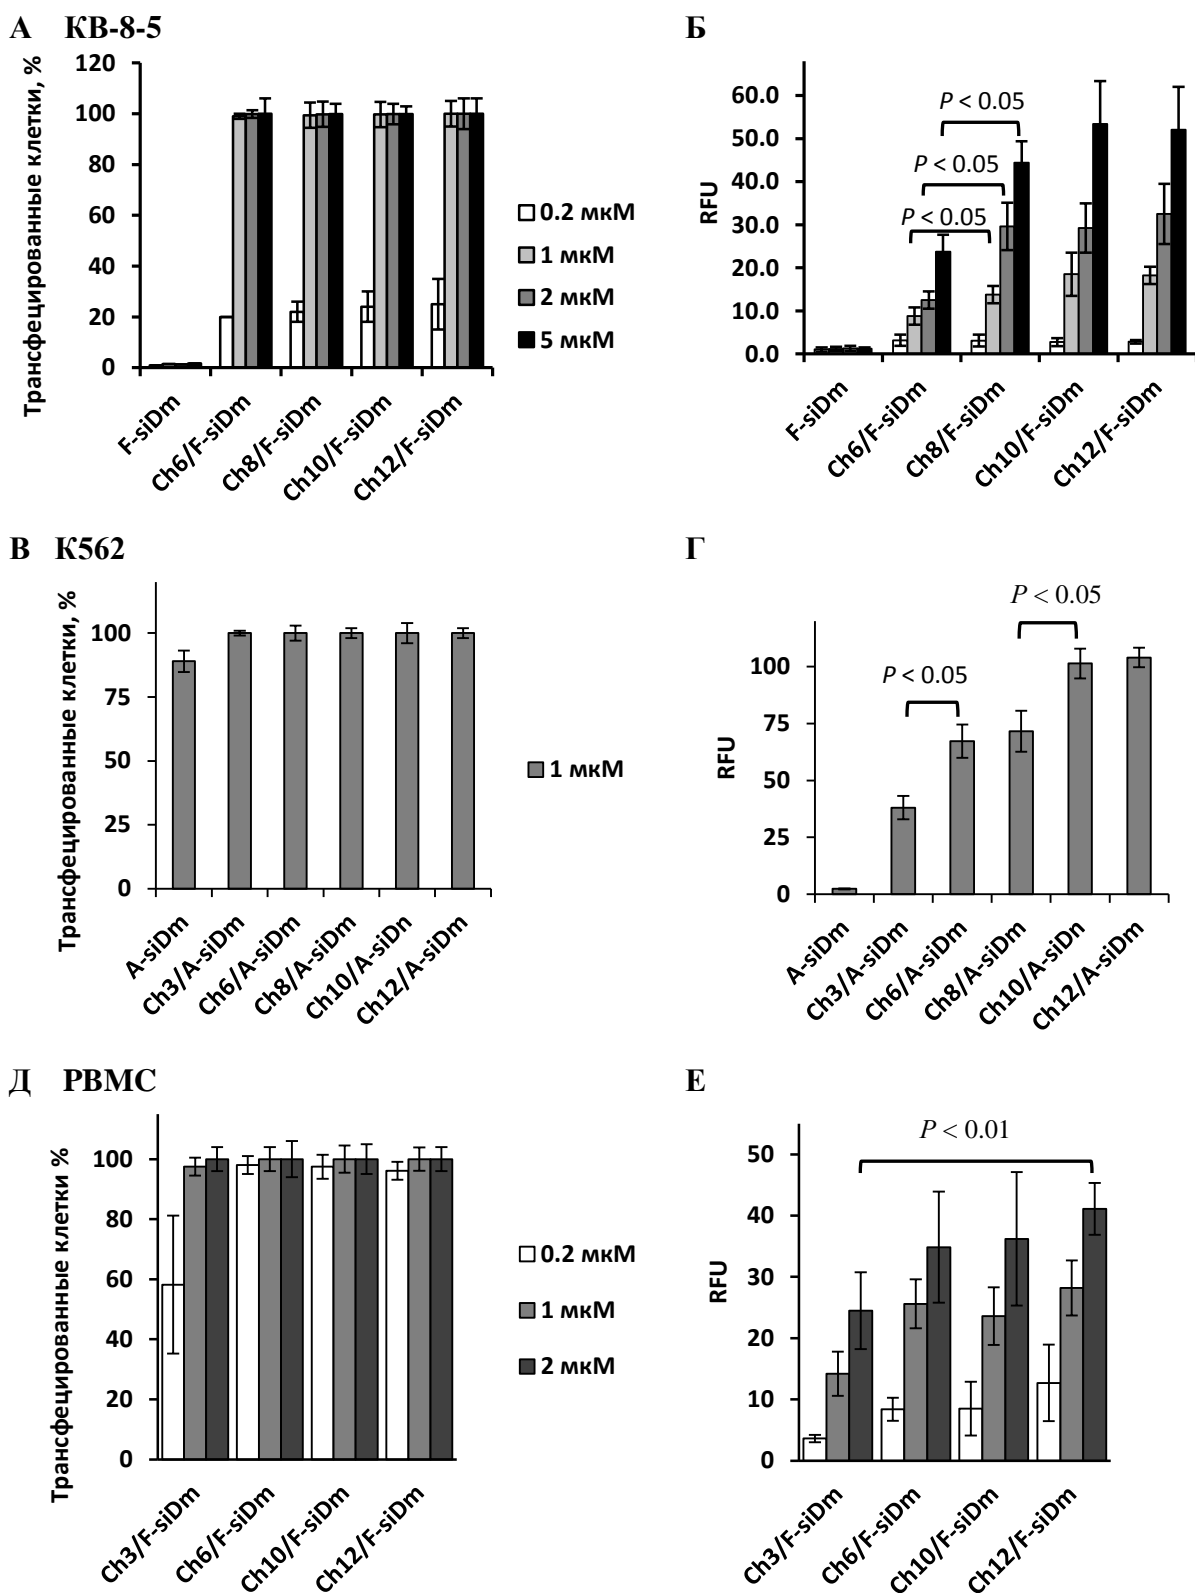 А КВ-8-5
Трансфецированные клетки, %
120
100
80
60
40
20
0
F-siDm
Ch6/F-siDm
Ch8/F-siDm
Ch10/F-siDm
Ch12/F-siDm
0.2 мкМ
1 мкМ
2 мкМ
5 мкМ
Б
RFU
60.0
50.0
40.0
30.0
20.0
10.0
0.0
P < 0.05
P < 0.05
P < 0.05
F-siDm
Ch6/F-siDm
Ch8/F-siDm
Ch10/F-siDm
Ch12/F-siDm
В К562
Трансфецированные клетки, %
100
75
50
25
0
A-siDm
Ch3/A-siDm
Ch6/A-siDm
Ch8/A-siDm
Ch10/A-siDn
Ch12/A-siDm
1 мкМ
Г
RFU
100
75
50
25
0
P < 0.05
P < 0.05
A-siDm
Ch3/A-siDm
Ch6/A-siDm
Ch8/A-siDm
Ch10/A-siDn
Ch12/A-siDm
Д РВМС
Трансфецированные клетки %
100
80
60
40
20
0
Ch3/F-siDm
Ch6/F-siDm
Ch10/F-siDm
Ch12/F-siDm
0.2 мкМ
1 мкМ
2 мкМ
Е
RFU
50
40
30
20
10
0
P < 0.01
Ch3/F-siDm
Ch6/F-siDm
Ch10/F-siDm
Ch12/F-siDm